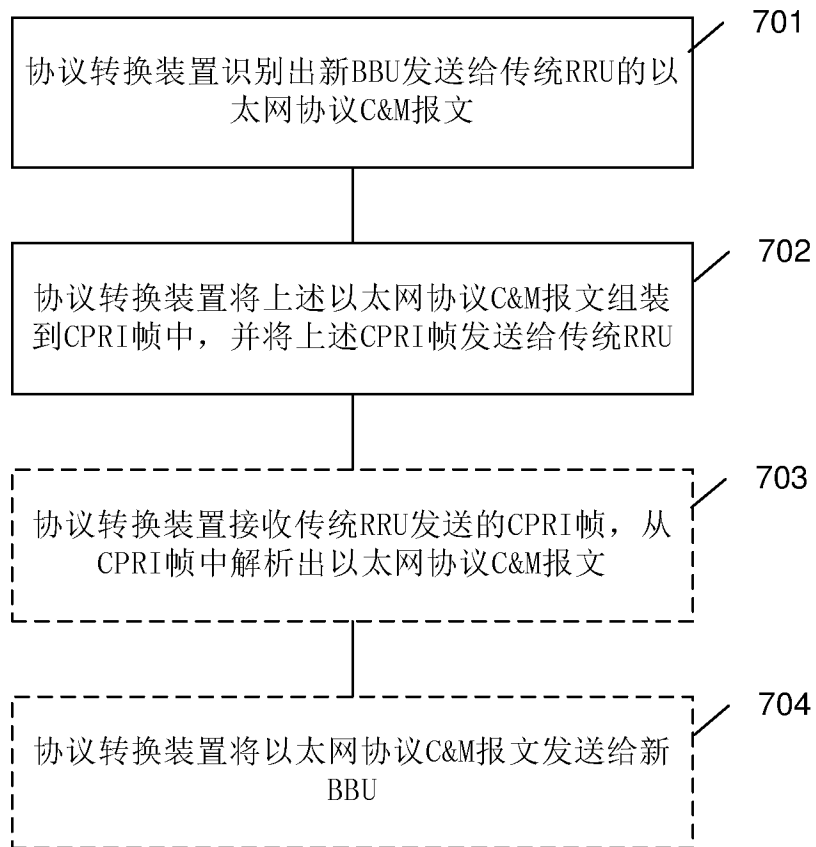 701
协议转换装置识别出新BBU发送给传统RRU的以
太网协议C&M报文
702
协议转换装置将上述以太网协议C&M报文组装
到CPRI帧中，并将上述CPRI帧发送给传统RRU
703
协议转换装置接收传统RRU发送的CPRI帧，从
CPRI帧中解析出以太网协议C&M报文
704
协议转换装置将以太网协议C&M报文发送给新
BBU